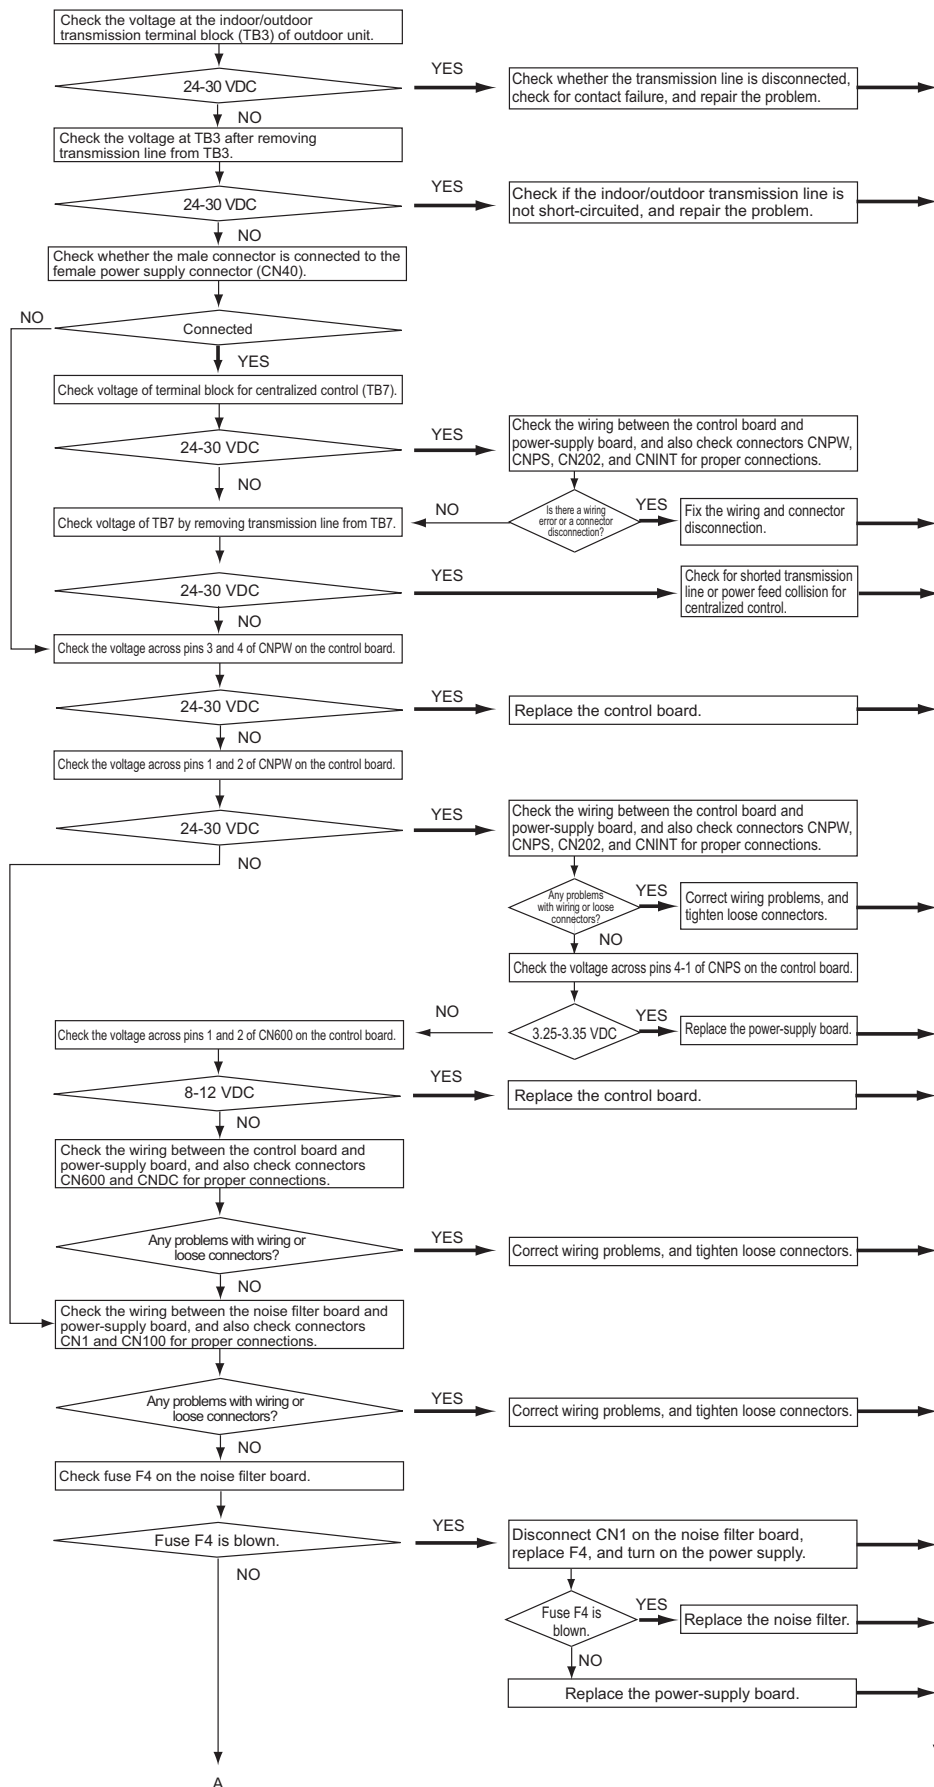 Check the voltage at the indoor/outdoor
transmission terminal block (TB3) of outdoor unit.
24-30 VDC
YES
Check whether the transmission line is disconnected,
check for contact failure, and repair the problem.
NO
Check the voltage at TB3 after removing
transmission line from TB3.
24-30 VDC
YES
Check if the indoor/outdoor transmission line is
not short-circuited, and repair the problem.
NO
Check whether the male connector is connected to the
female power supply connector (CN40).
NO
Connected
YES
Check voltage of terminal block for centralized control (TB7).
24-30 VDC
YES
Check the wiring between the control board and
power-supply board, and also check connectors CNPW,
CNPS, CN202, and CNINT for proper connections.
NO
Is there a wiring
error or a connector
disconnection?
YES
Fix the wiring and connector
disconnection.
NO
Check voltage of TB7 by removing transmission line from TB7.
24-30 VDC
YES
Check for shorted transmission
line or power feed collision for
centralized control.
NO
Check the voltage across pins 3 and 4 of CNPW on the control board.
24-30 VDC
YES
Replace the control board.
NO
Check the voltage across pins 1 and 2 of CNPW on the control board.
24-30 VDC
YES
Check the wiring between the control board and
power-supply board, and also check connectors CNPW,
CNPS, CN202, and CNINT for proper connections.
NO
Any problems
with wiring or loose
connectors?
YES
Correct wiring problems, and
tighten loose connectors.
NO
Check the voltage across pins 4-1 of CNPS on the control board.
3.25-3.35 VDC
YES
Replace the power-supply board.
NO
Check the voltage across pins 1 and 2 of CN600 on the control board.
8-12 VDC
YES
Replace the control board.
NO
Check the wiring between the control board and
power-supply board, and also check connectors
CN600 and CNDC for proper connections.
Any problems with wiring or
loose connectors?
YES
Correct wiring problems, and tighten loose connectors.
NO
Check the wiring between the noise filter board and
power-supply board, and also check connectors
CN1 and CN100 for proper connections.
Any problems with wiring or
loose connectors?
YES
Correct wiring problems, and tighten loose connectors.
NO
Check fuse F4 on the noise filter board.
Fuse F4 is blown.
YES
Disconnect CN1 on the noise filter board,
replace F4, and turn on the power supply.
NO
Fuse F4 is
blown.
YES
Replace the noise filter.
NO
Replace the power-supply board.
A